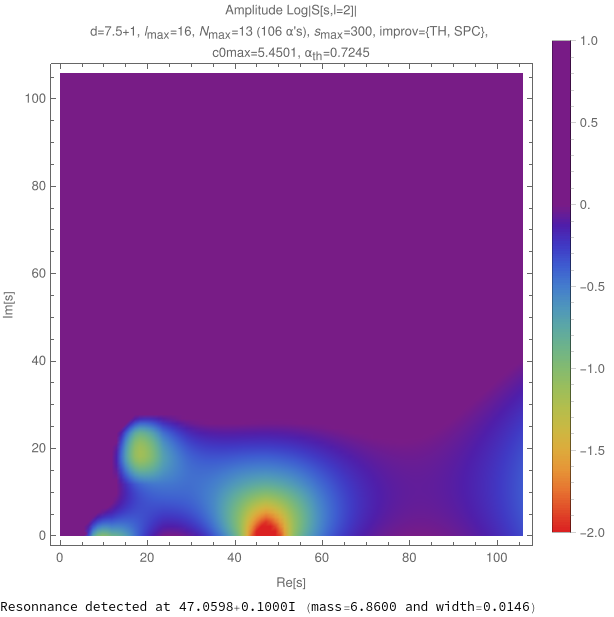 Amplitude Log|S[s,l=2]|
d=7.5+1, lmax=16, Nmax=13 (106 α's), smax=300, improv={TH, SPC},
c0max=5.4501, αth=0.7245
1.0
0.5
0.
-0.5
-1.0
-1.5
-2.0
100
80
60
40
20
0
Im[s]
0 20 40 60 80 100
Re[s]
Resonnance detected at 47.0598+0.1000I (mass=6.8600 and width=0.0146)